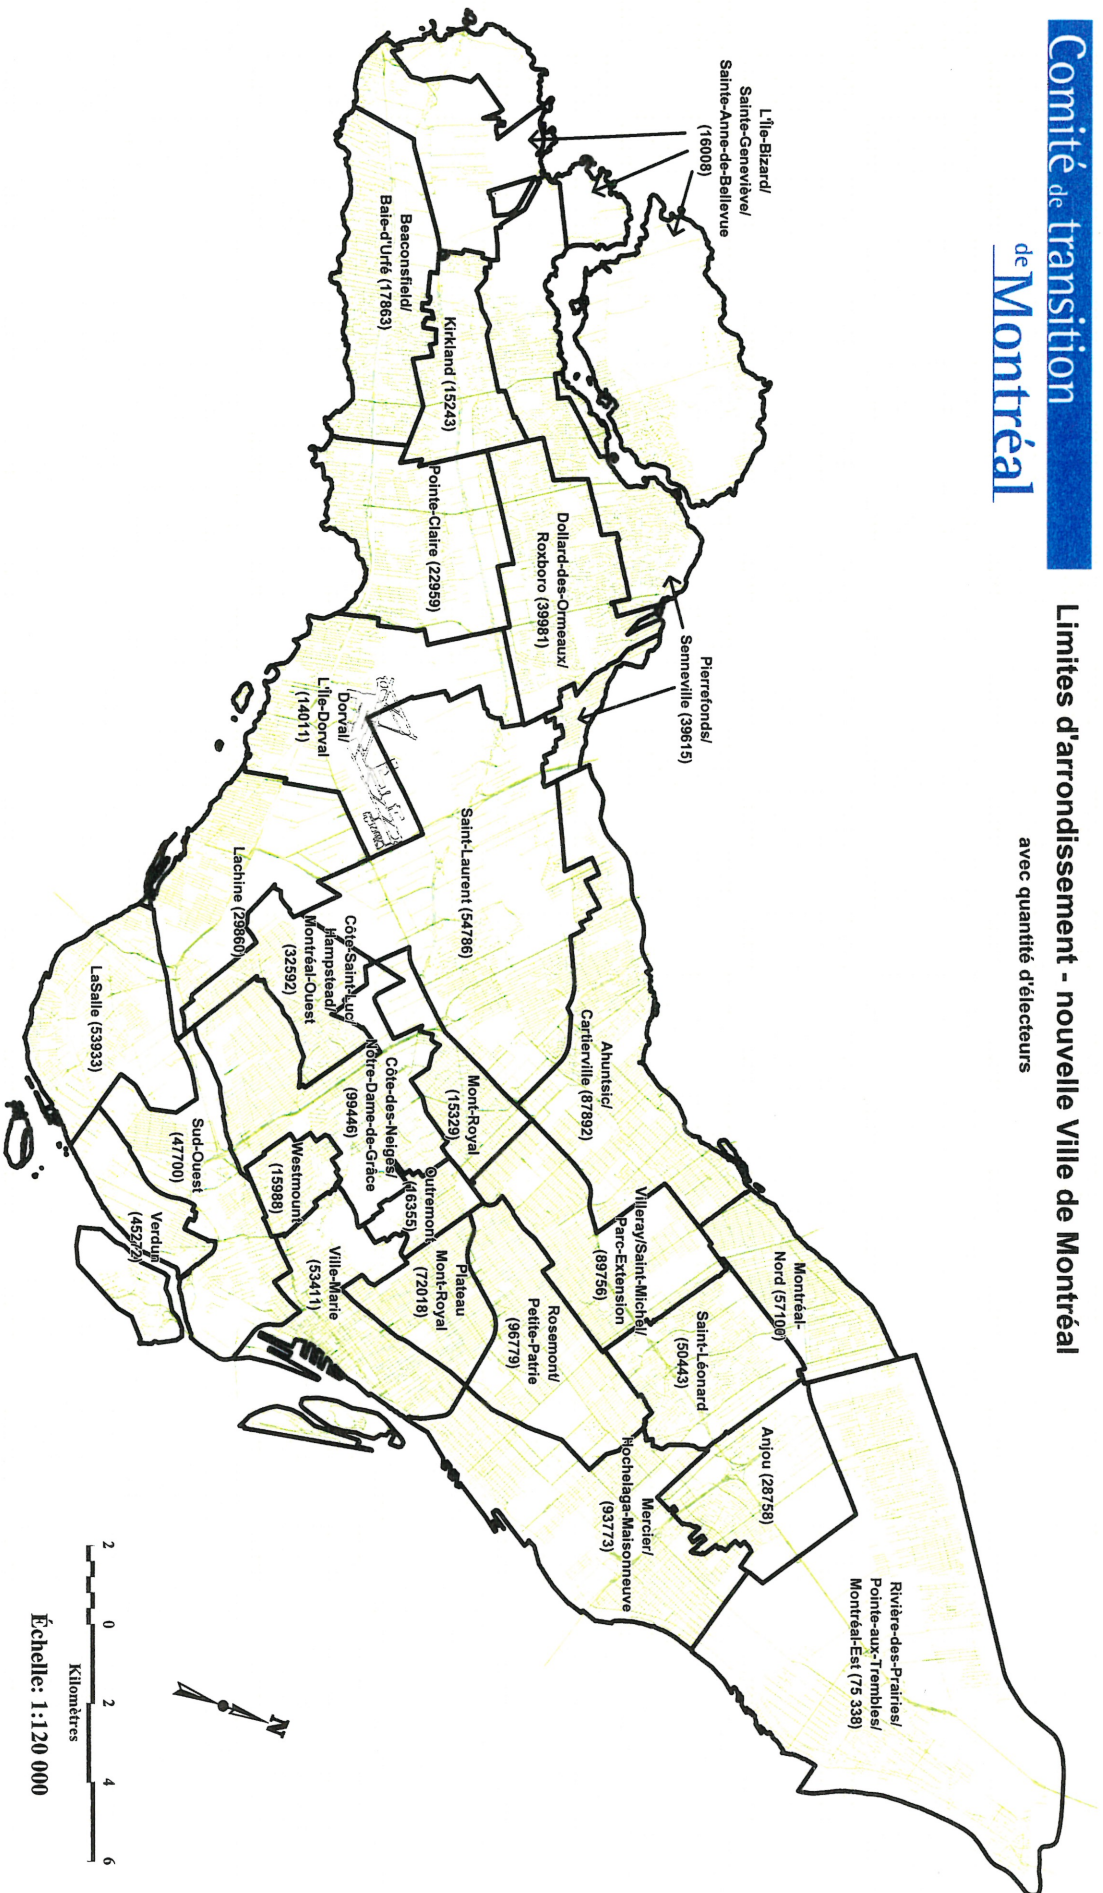 Comité de transition
de Montréal
Limites d'arrondissement - nouvelle Ville de Montréal
avec quantité d'électeurs
L'Île-Bizard/
Sainte-Geneviève/
Sainte-Anne-de-Bellevue
(16008)
Pierrefonds/
Senneville (39615)
Beaconsfield/
Baie-d'Urfé (17863)
Kirkland (15243)
Pointe-Claire (22959)
Dollard-des-Ormeaux/
Roxboro (39981)
Dorval/
L'Île-Dorval
(14011)
Saint-Laurent (54786)
Lachine (29860)
LaSalle (53933)
Côte-Saint-Luc/
Hampstead/
Montréal-Ouest
(32592)
Ahuntsic/
Cartierville (87892)
Mont-Royal
(15329)
Côte-des-Neiges/
Notre-Dame-de-Grâce
(99446)
Outremont
(16355)
Westmount
(15988)
Sud-Ouest
(47700)
Verdun
(45272)
Ville-Marie
(53411)
Plateau
Mont-Royal
(72018)
Villeray/Saint-Michel/
Parc-Extension
(89756)
Rosemont/
Petite-Patrie
(96779)
Montréal-
Nord (57100)
Saint-Léonard
(50443)
Anjou (28758)
Mercier/
Hochelaga-Maisonneuve
(93773)
Rivière-des-Prairies/
Pointe-aux-Trembles/
Montréal-Est (75 338)
N
2 0 2 4 6
Kilomètres
Échelle: 1:120 000